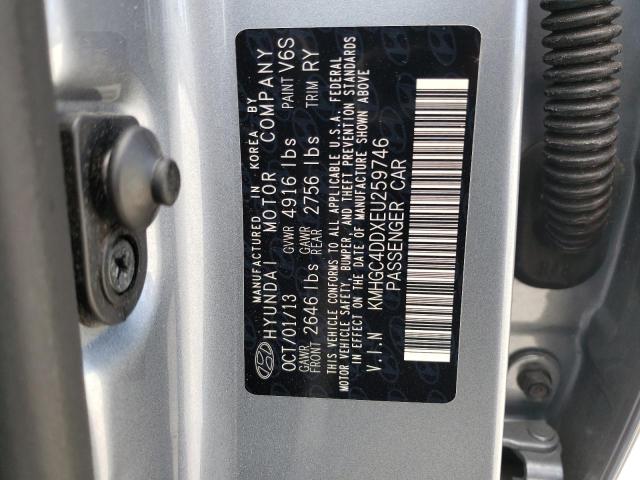 MANUFACTURED IN KOREA BY
HYUNDAI MOTOR COMPANY
OCT/01/13 GVWR 4916 lbs PAINT V6S
GAWR FRONT 2646 lbs GAWR REAR 2756 lbs TRIM RY
THIS VEHICLE CONFORMS TO ALL APPLICABLE U.S.A. FEDERAL
MOTOR VEHICLE SAFETY, BUMPER, AND THEFT PREVENTION STANDARDS
IN EFFECT ON THE DATE OF MANUFACTURE SHOWN ABOVE
V.I.N KMHGC4DDXEU259746
PASSENGER CAR